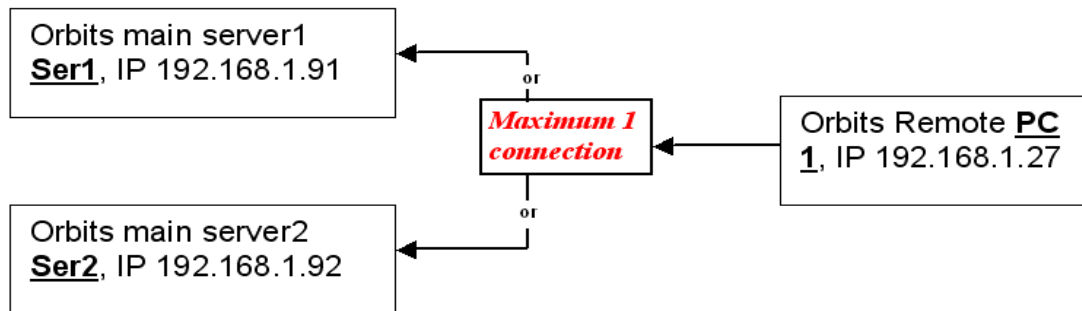 Orbits main server1
Ser1, IP 192.168.1.91
or
Maximum 1
connection
Orbits Remote PC
1, IP 192.168.1.27
or
Orbits main server2
Ser2, IP 192.168.1.92